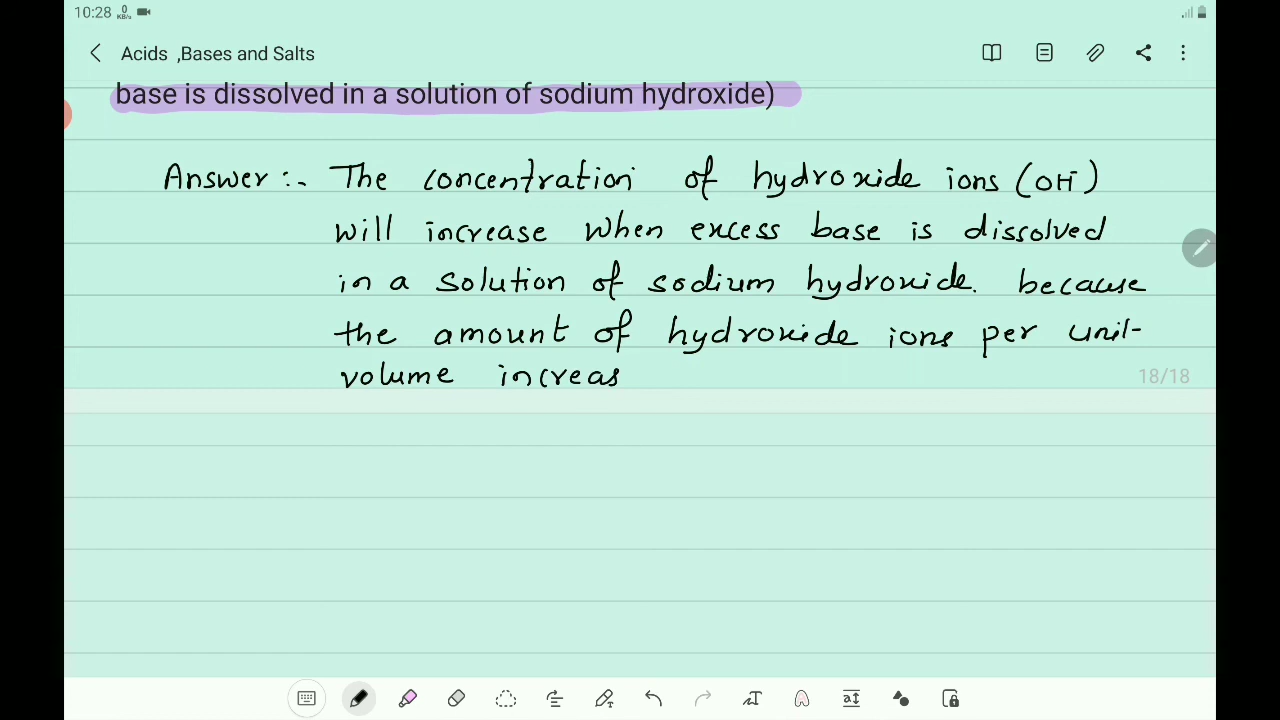 10:28 0 KB/s
Acids ,Bases and Salts
base is dissolved in a solution of sodium hydroxide)
Answer :- The concentration of hydroxide ions (OH⁻)
will increase when excess base is dissolved
in a solution of sodium hydroxide. because
the amount of hydroxide ions per unit
volume increas
18/18